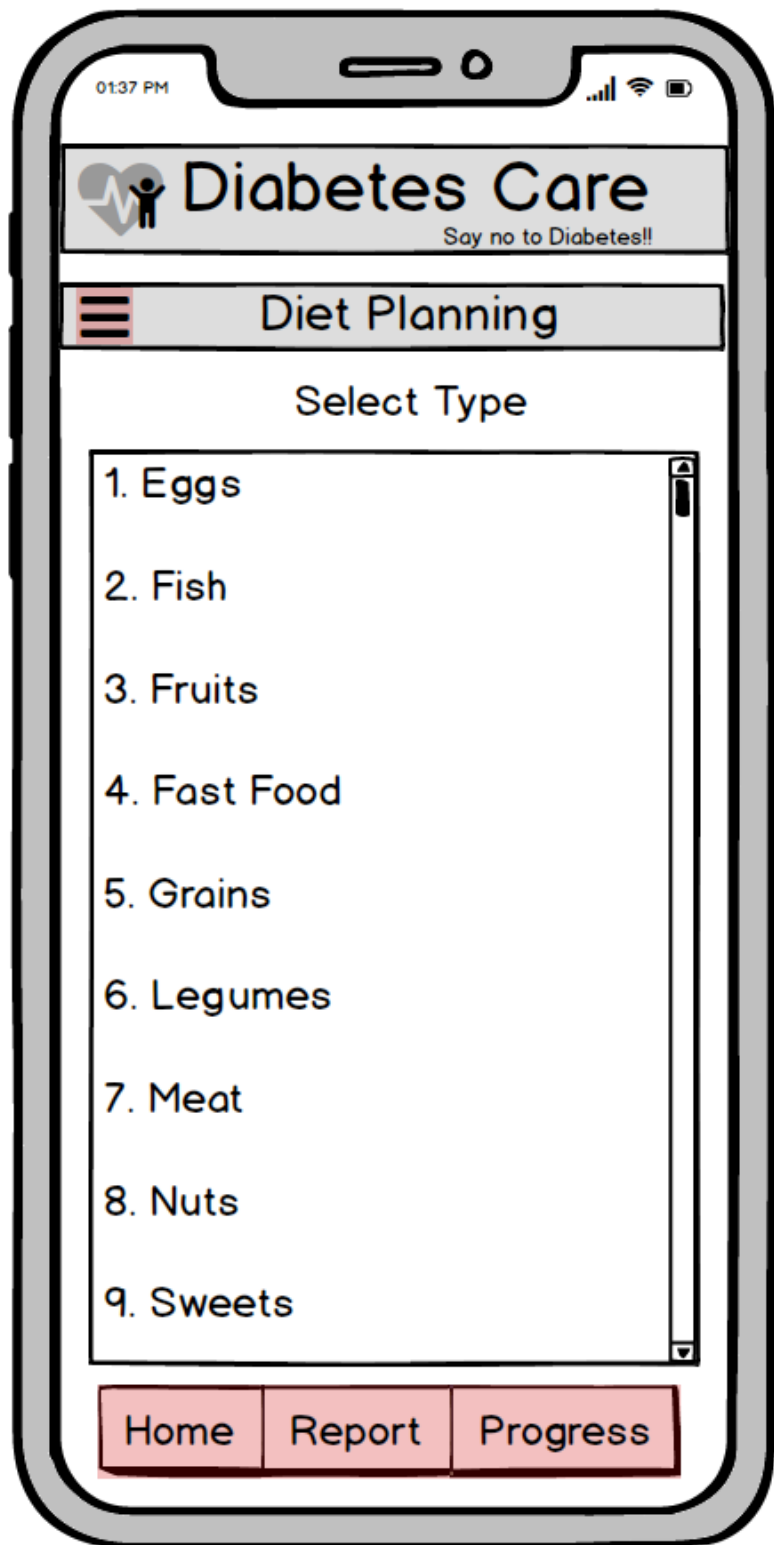 01:37 PM
Diabetes Care
Say no to Diabetes!!
Diet Planning
Select Type
1. Eggs
2. Fish
3. Fruits
4. Fast Food
5. Grains
6. Legumes
7. Meat
8. Nuts
9. Sweets
Home Report Progress